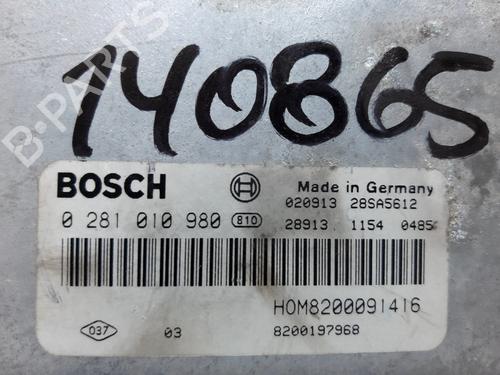 140865
B-PARTS
BOSCH
Made in Germany
0 281 010 980 810
020913 28SA5612
28913 1154 0485
HOM8200091416
037 03 8200197968